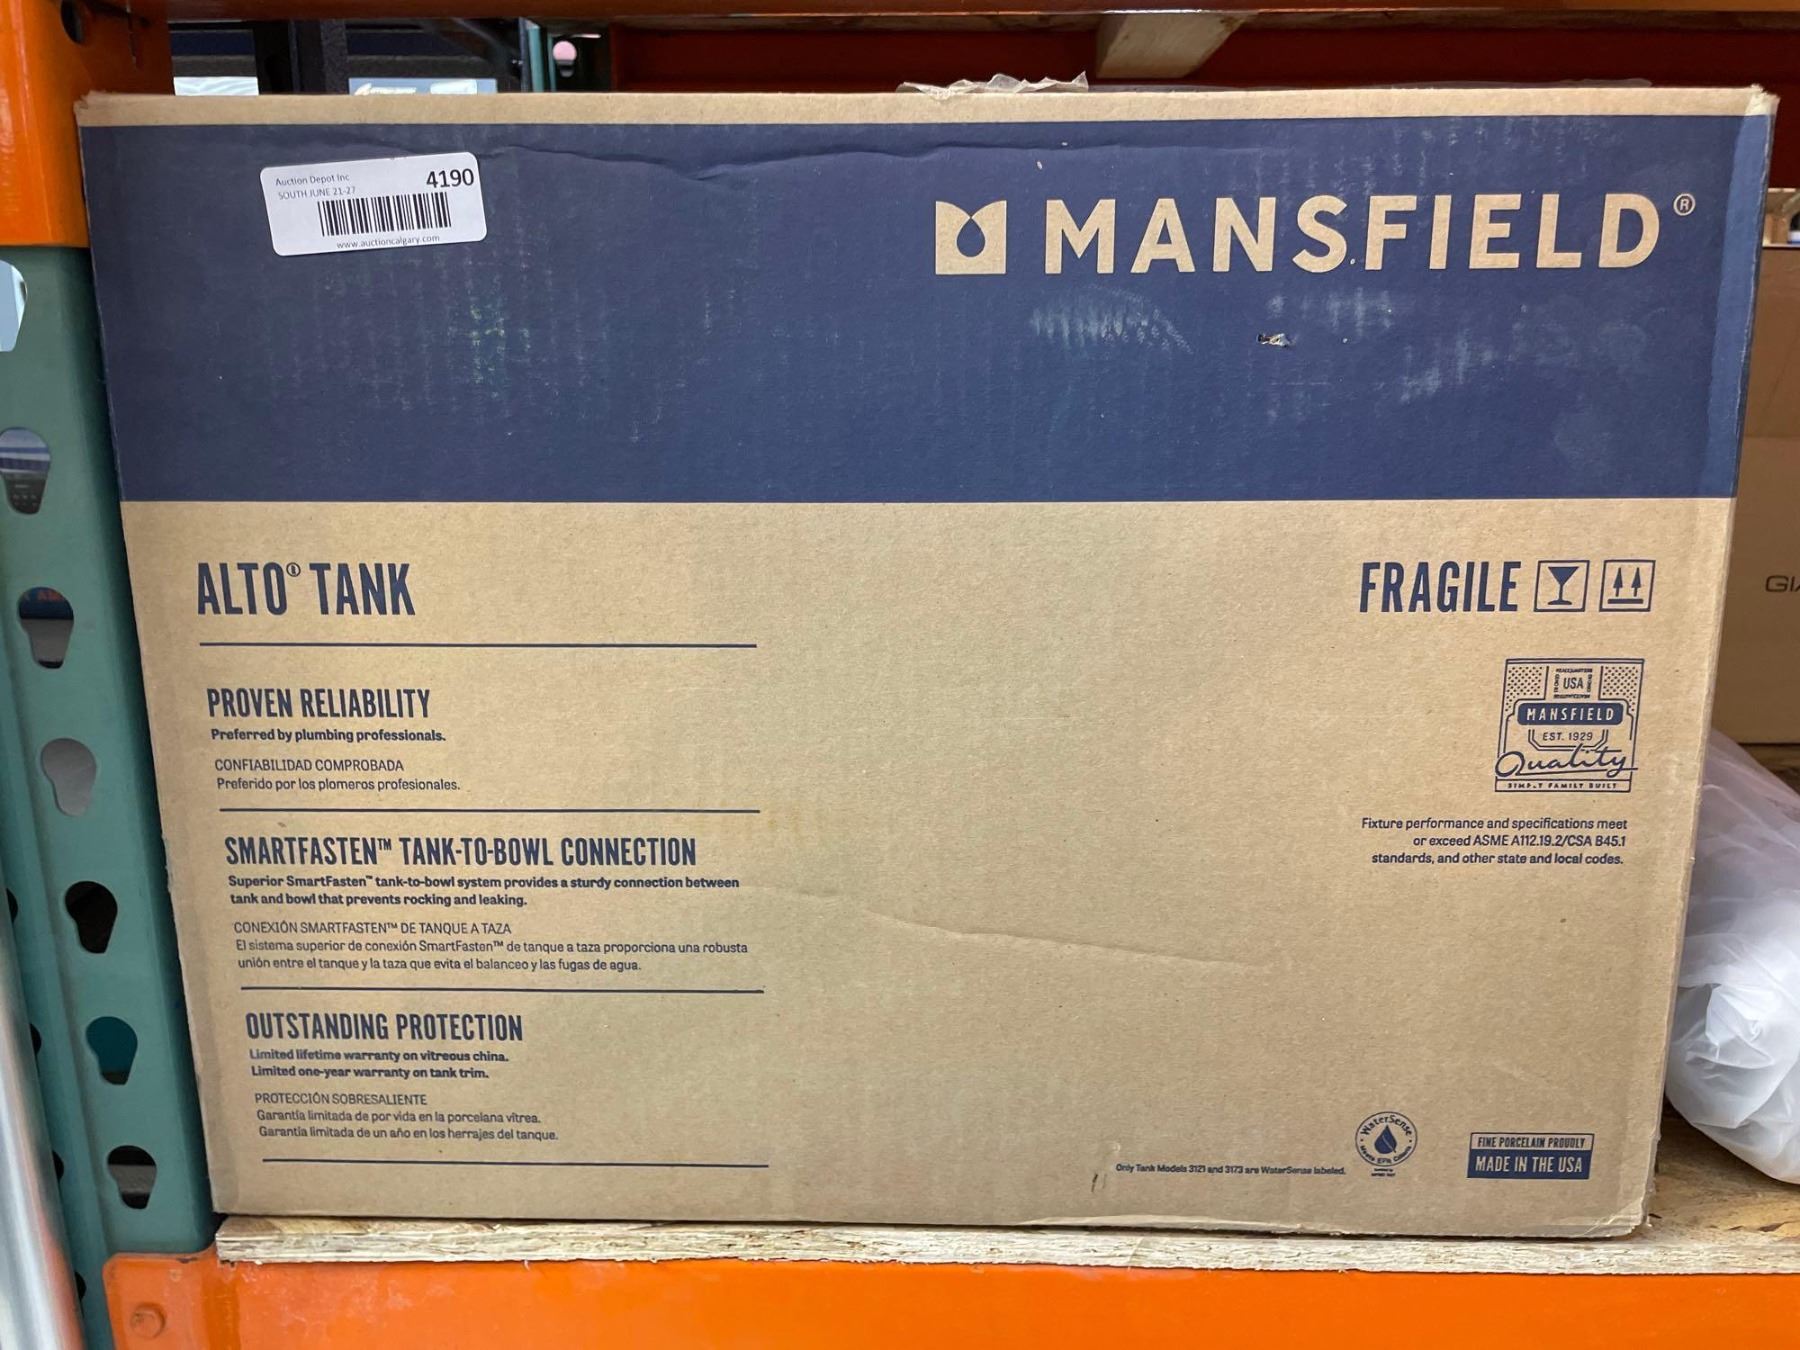 Auction Depot Inc
4190
SOUTH JUNE 21-27
www.auctioncalgary.com
MANSFIELD®
ALTO® TANK
FRAGILE
PROVEN RELIABILITY
Preferred by plumbing professionals.
CONFIABILIDAD COMPROBADA
Preferido por los plomeros profesionales.
SMARTFASTEN™ TANK-TO-BOWL CONNECTION
Superior SmartFasten™ tank-to-bowl system provides a sturdy connection between
tank and bowl that prevents rocking and leaking.
CONEXIÓN SMARTFASTEN™ DE TANQUE A TAZA
El sistema superior de conexión SmartFasten™ de tanque a taza proporciona una robusta
unión entre el tanque y la taza que evita el balanceo y las fugas de agua.
OUTSTANDING PROTECTION
Limited lifetime warranty on vitreous china.
Limited one-year warranty on tank trim.
PROTECCIÓN SOBRESALIENTE
Garantía limitada de por vida en la porcelana vítrea.
Garantía limitada de un año en los herrajes del tanque.
USA
MANSFIELD
EST. 1929
Quality
SIMPLY FAMILY BUILT
Fixture performance and specifications meet
or exceed ASME A112.19.2/CSA B45.1
standards, and other state and local codes.
Only Tank Models 3121 and 3173 are WaterSense labeled.
WaterSense
Meets EPA Criteria
FINE PORCELAIN PROUDLY
MADE IN THE USA
GI